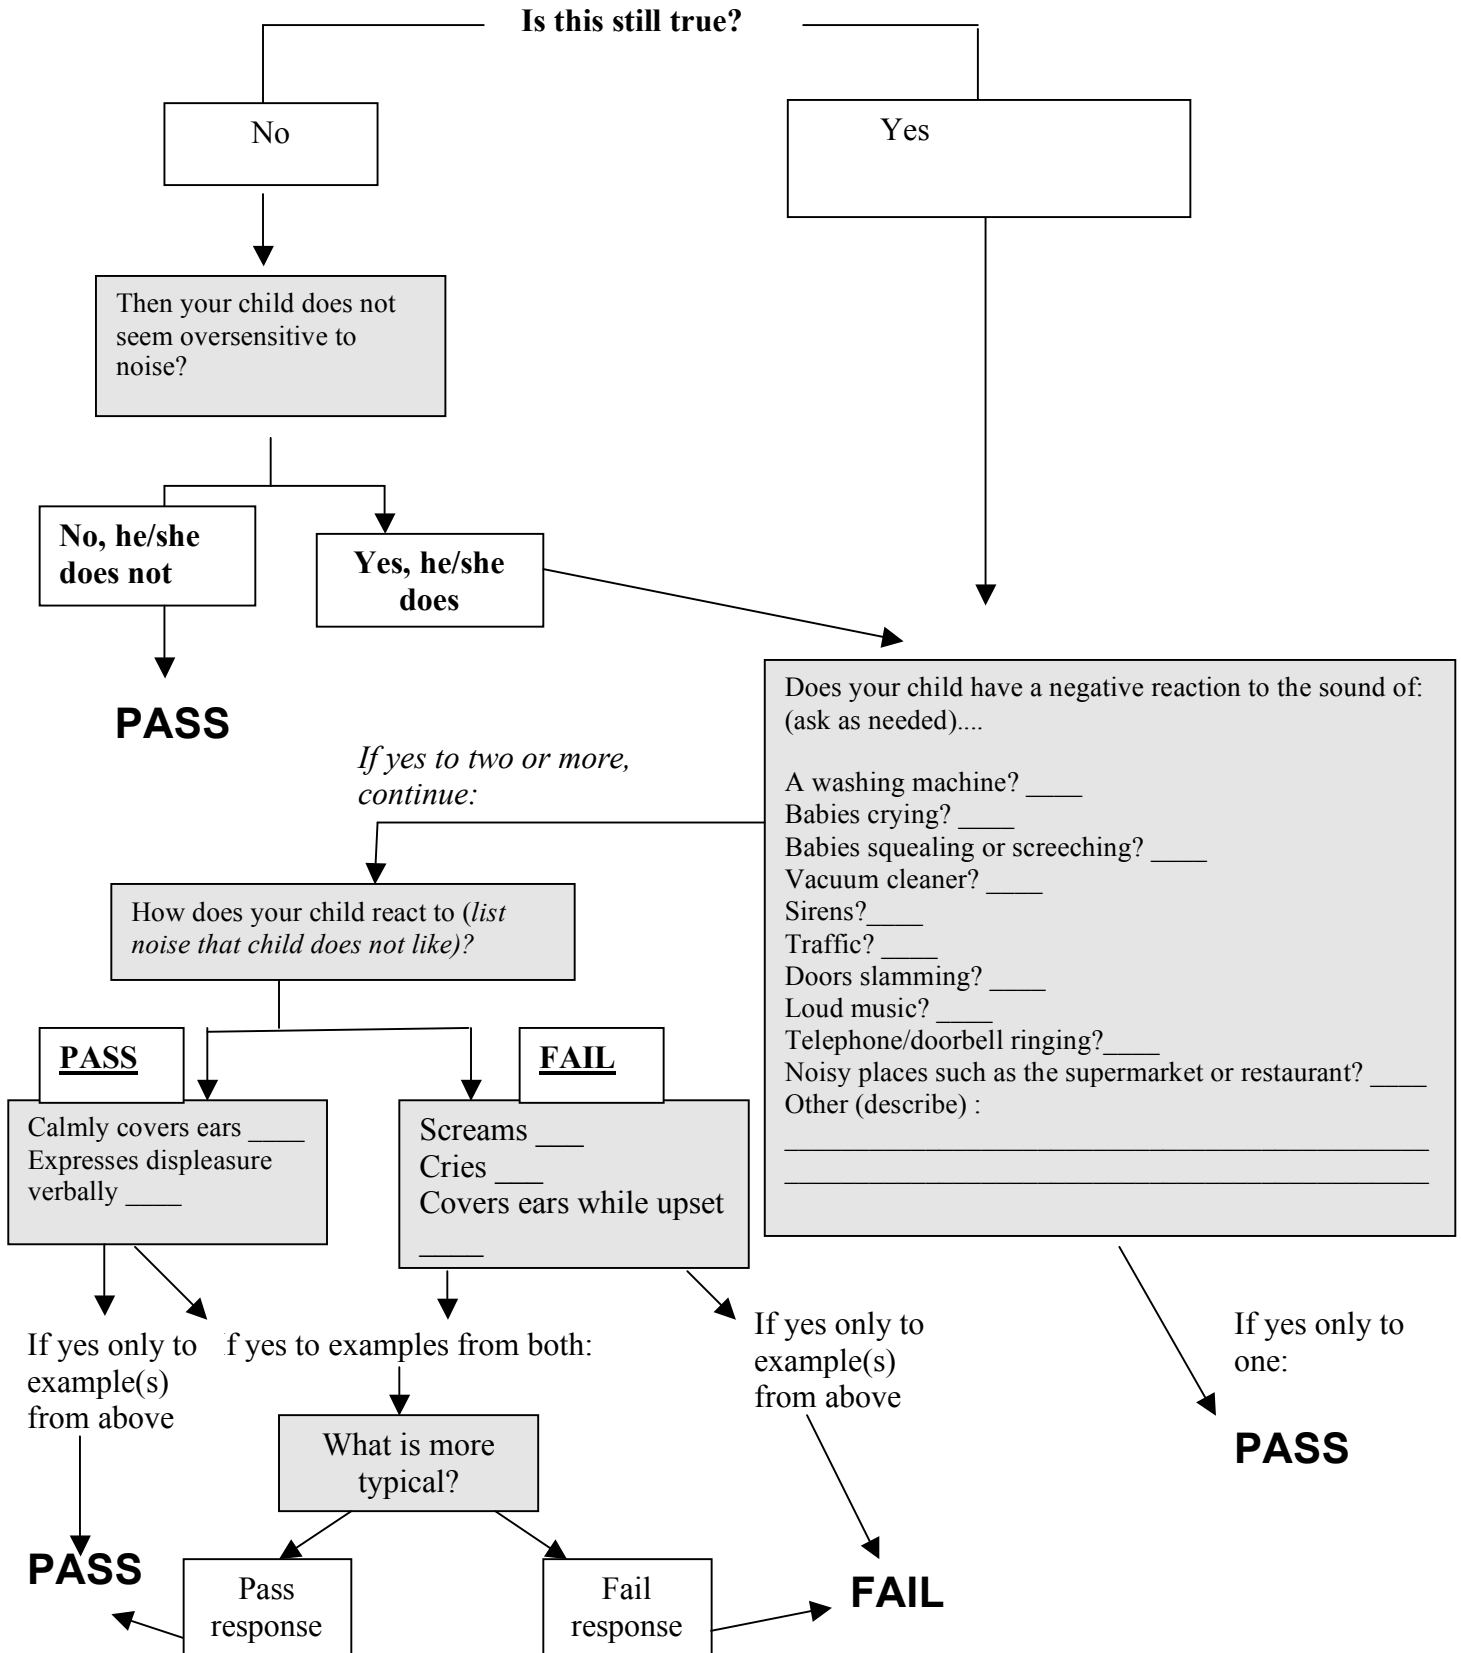 Is this still true?
No
Yes
Then your child does not
seem oversensitive to
noise?
No, he/she
does not
Yes, he/she
does
PASS
Does your child have a negative reaction to the sound of:
(ask as needed)....
A washing machine? ____
Babies crying? ____
Babies squealing or screeching? ____
Vacuum cleaner? ____
Sirens?____
Traffic? ____
Doors slamming? ____
Loud music? ____
Telephone/doorbell ringing?____
Noisy places such as the supermarket or restaurant? ____
Other (describe) :
______________________________________________
______________________________________________
If yes to two or more,
continue:
How does your child react to (list
noise that child does not like)?
PASS
FAIL
Calmly covers ears ____
Expresses displeasure
verbally ____
Screams ___
Cries ___
Covers ears while upset
____
If yes only to
example(s)
from above
f yes to examples from both:
If yes only to
example(s)
from above
If yes only to
one:
PASS
What is more
typical?
PASS
Pass
response
Fail
response
FAIL